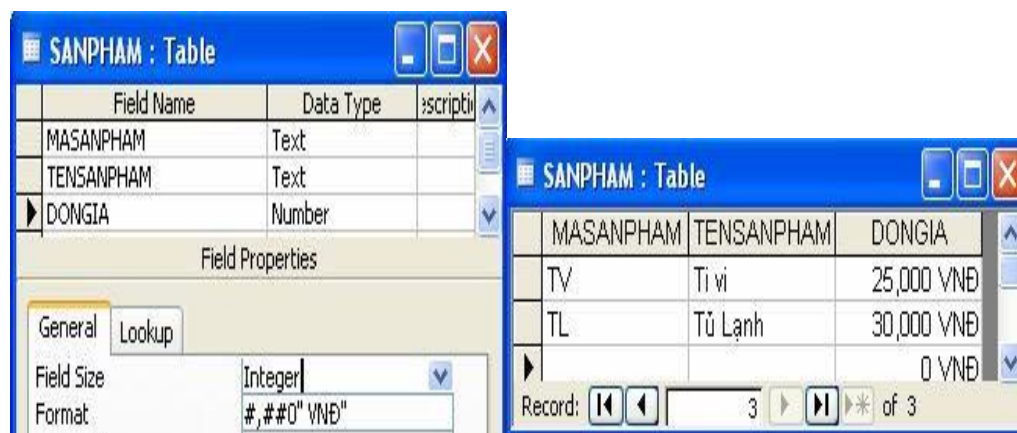 SANPHAM : Table
Field Name Data Type escripti
MASANPHAM Text
TENSANPHAM Text
DONGIA Number
Field Properties
General Lookup
Field Size Integer
Format #,##0" VNĐ"
SANPHAM : Table
MASANPHAM TENSANPHAM DONGIA
TV Ti vi 25,000 VNĐ
TL Tủ Lạnh 30,000 VNĐ
0 VNĐ
Record: 3 of 3